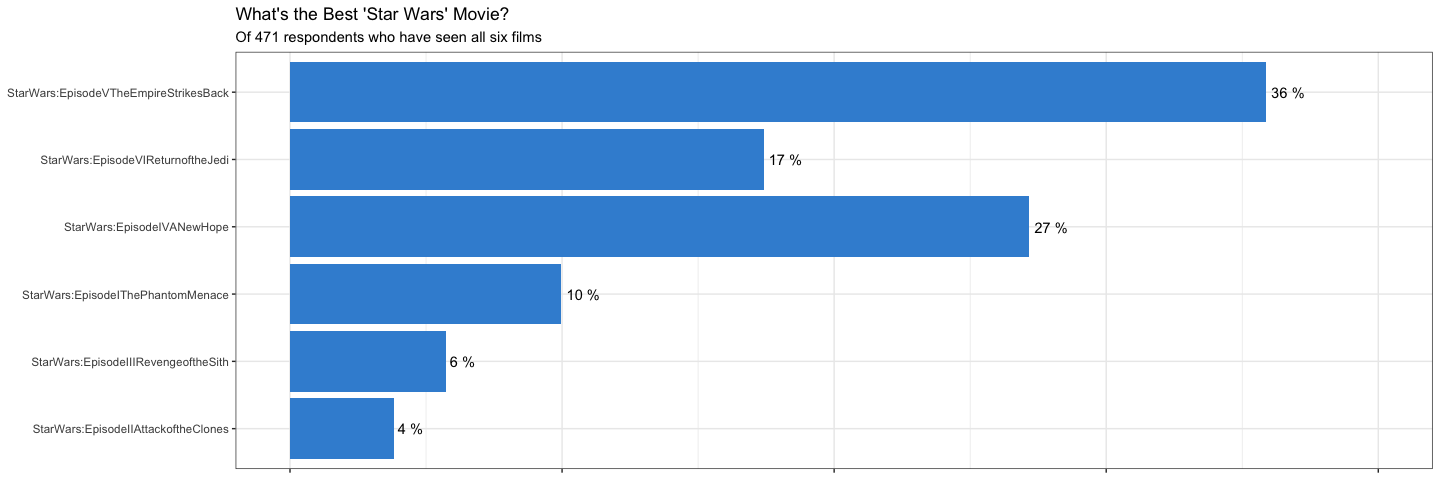 What's the Best 'Star Wars' Movie?
Of 471 respondents who have seen all six films
StarWars:EpisodeVTheEmpireStrikesBack
36 %
StarWars:EpisodeVIReturnoftheJedi
17 %
StarWars:EpisodeIVANewHope
27 %
StarWars:EpisodeIThePhantomMenace
10 %
StarWars:EpisodeIIIRevengeoftheSith
6 %
StarWars:EpisodeIIAttackoftheClones
4 %